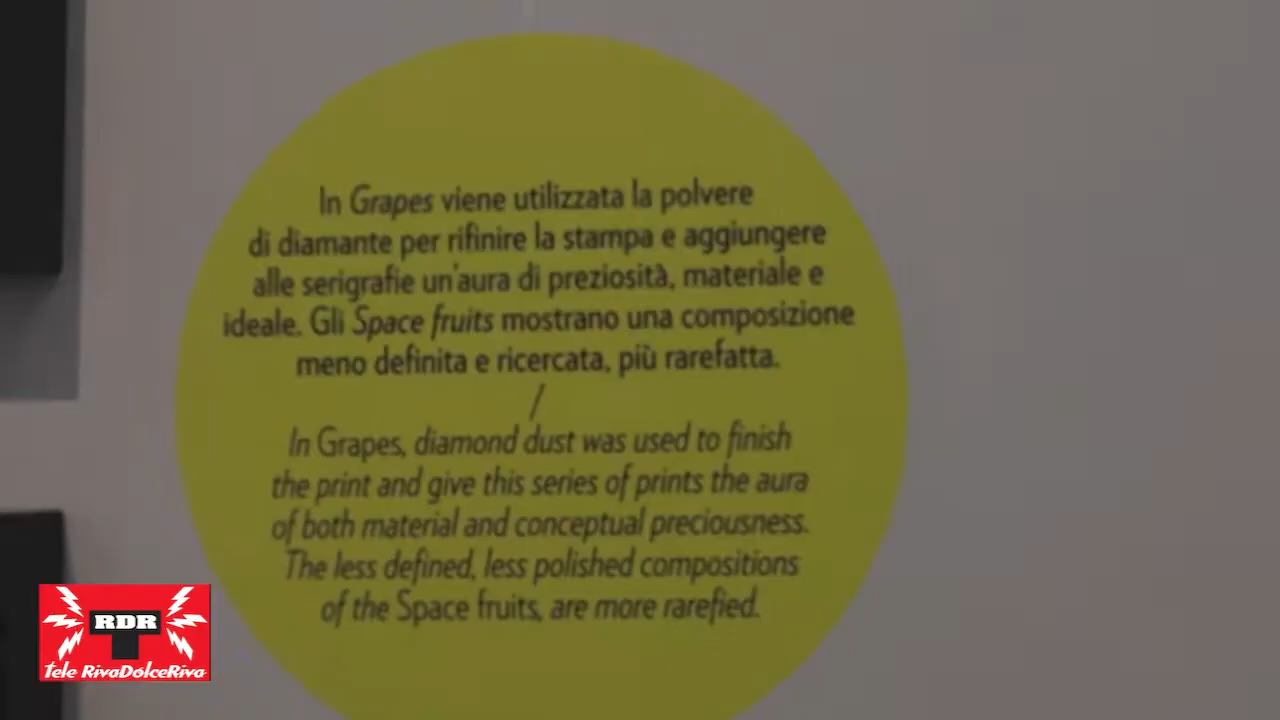 In Grapes viene utilizzata la polvere
di diamante per rifinire la stampa e aggiungere
alle serigrafie un'aura di preziosità, materiale e
ideale. Gli Space fruits mostrano una composizione
meno definita e ricercata, più rarefatta.
/
In Grapes, diamond dust was used to finish
the print and give this series of prints the aura
of both material and conceptual preciousness.
The less defined, less polished compositions
of the Space fruits, are more rarefied.
RDR
Tele RivaDolceRiva